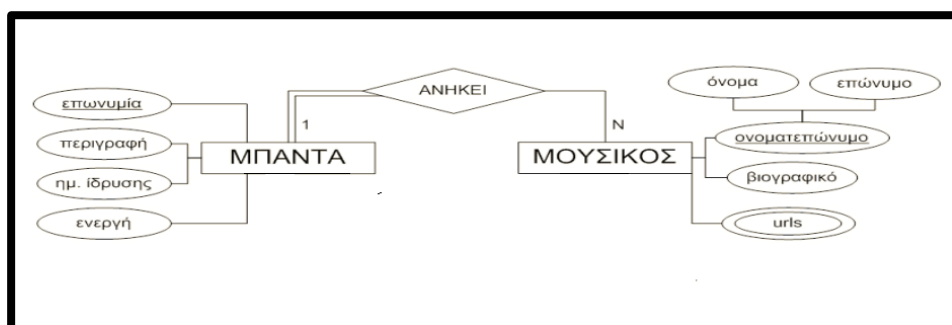 όνομα
επώνυμο
ΑΝΗΚΕΙ
επωνυμία
1
Ν
ονοματεπώνυμο
περιγραφή
ΜΠΑΝΤΑ
ΜΟΥΣΙΚΟΣ
βιογραφικό
ημ. ίδρυσης
ενεργή
urls